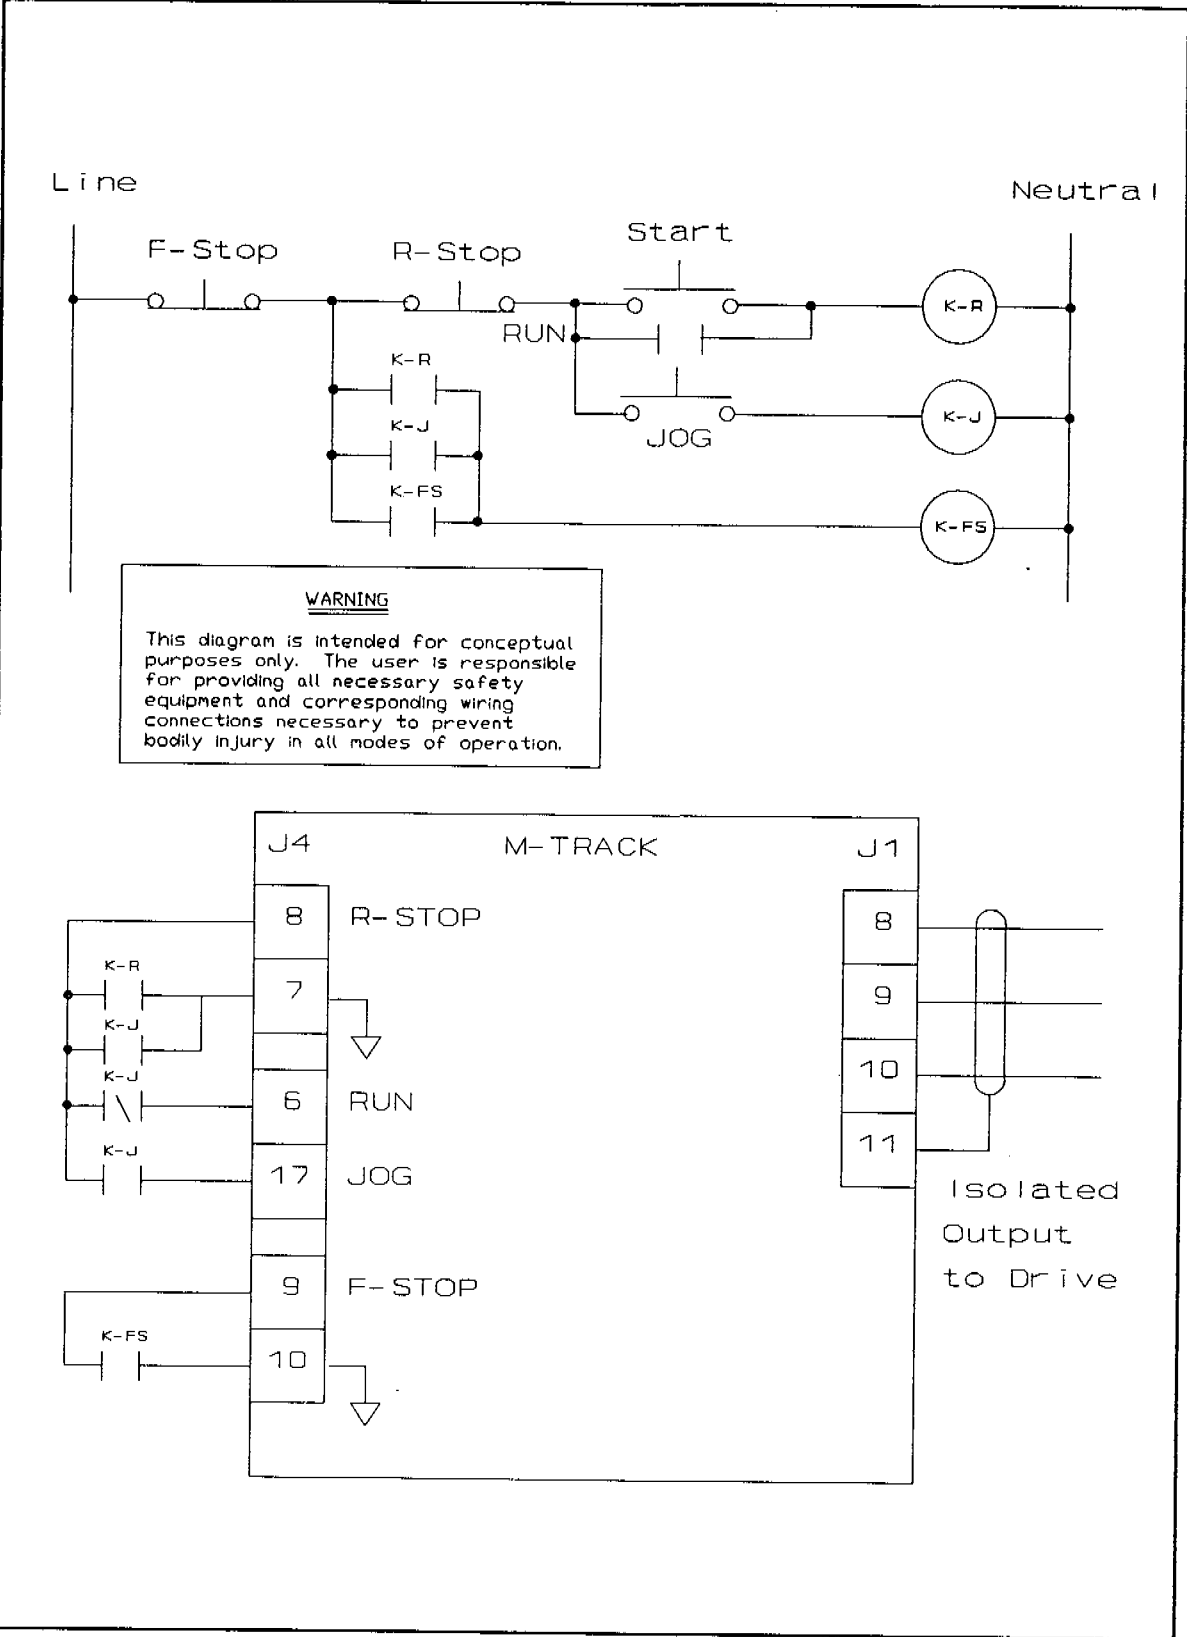 Line
Neutral
F-Stop
R-Stop
Start
RUN
K-R
K-R
K-J
JOG
K-J
K-FS
K-FS
WARNING
This diagram is intended for conceptual
purposes only. The user is responsible
for providing all necessary safety
equipment and corresponding wiring
connections necessary to prevent
bodily injury in all modes of operation.
J4
M-TRACK
J1
8
R-STOP
8
K-R
7
9
K-J
K-J
6
RUN
10
K-J
17
JOG
11
Isolated
Output
to Drive
9
F-STOP
K-FS
10